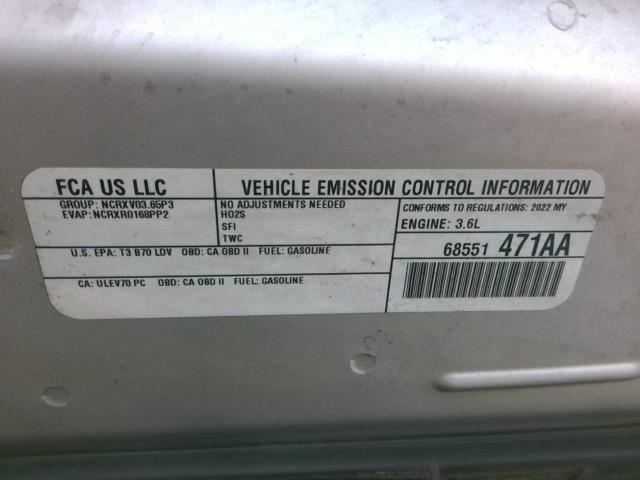 FCA US LLC
VEHICLE EMISSION CONTROL INFORMATION
GROUP: NCRXV03.65P3
EVAP: NCRXR0168PP2
NO ADJUSTMENTS NEEDED
HO2S
SFI
TWC
CONFORMS TO REGULATIONS: 2022 MY
ENGINE: 3.6L
U.S. EPA: T3 B70 LDV OBD: CA OBD II FUEL: GASOLINE
CA: ULEV70 PC OBD: CA OBD II FUEL: GASOLINE
68551 471AA